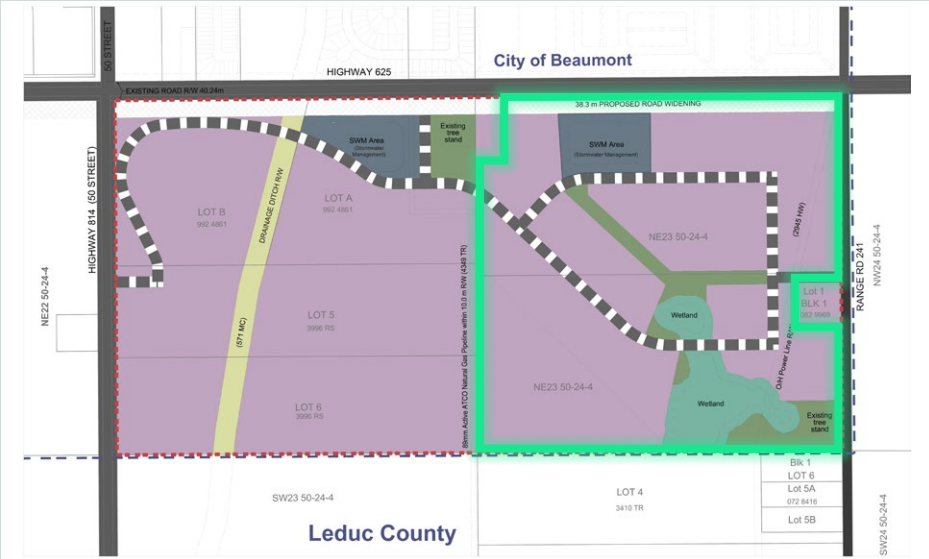 50 STREET
City of Beaumont
HIGHWAY 625
EXISTING ROAD R/W 40.24m
38.3 m PROPOSED ROAD WIDENING
Existing
tree
stand
SWM Area
(Stormwater
Management)
SWM Area
(Stormwater Management)
HIGHWAY 814 (50 STREET)
LOT B
992 4861
DRAINAGE DITCH R/W
LOT A
992 4861
NE23 50-24-4
(2945 HW)
RANGE RD 241
NW24 50-24-4
NE22 50-24-4
(571 MC)
LOT 5
3996 RS
89mm Active ATCO Natural Gas Pipeline within 10.0 m R/W (4349 TR)
Wetland
Lot 1
BLK 1
082 9969
O/H Power Line R/W
NE23 50-24-4
LOT 6
3996 RS
Wetland
Existing
tree
stand
SW23 50-24-4
LOT 4
3410 TR
Blk 1
LOT 6
Lot 5A
072 8416
Lot 5B
SW24 50-24-4
Leduc County